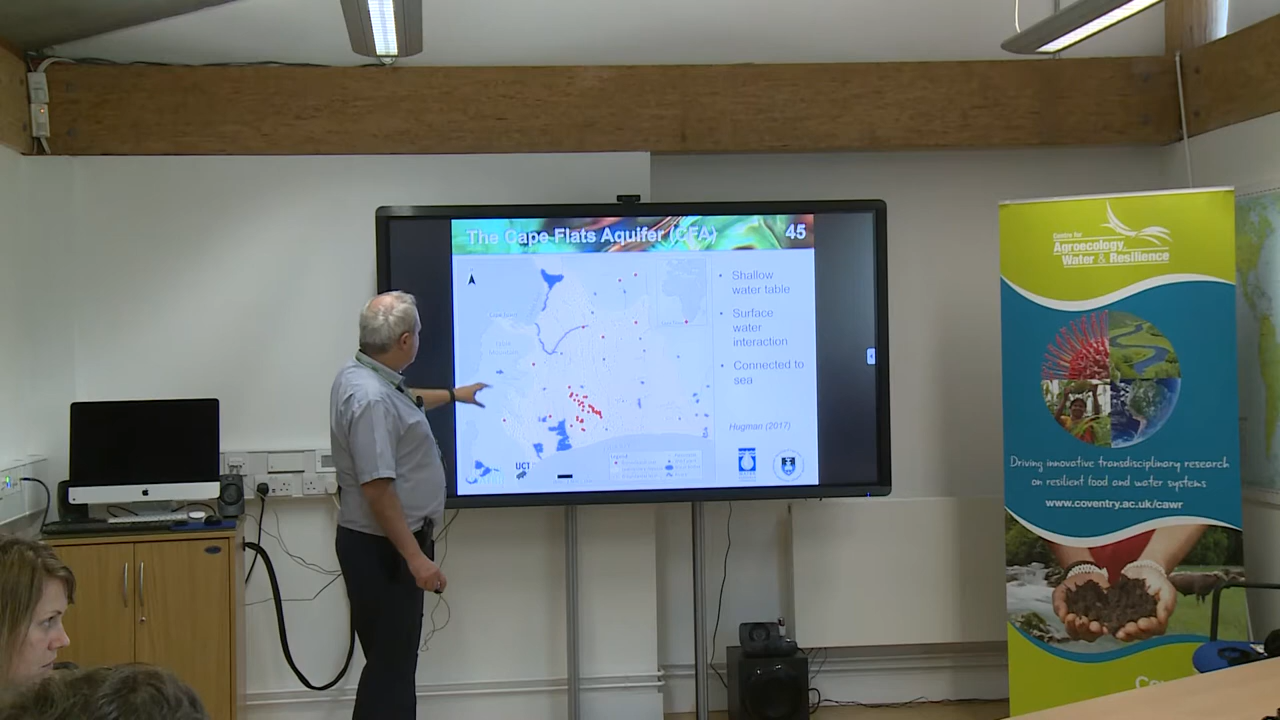 The Cape Flats Aquifer (CFA)
45
• Shallow
water table
• Surface
water
interaction
• Connected to
sea
Hugman (2017)
UCT
Centre for
Agroecology,
Water & Resilience
Driving innovative transdisciplinary research
on resilient food and water systems
www.coventry.ac.uk/cawr